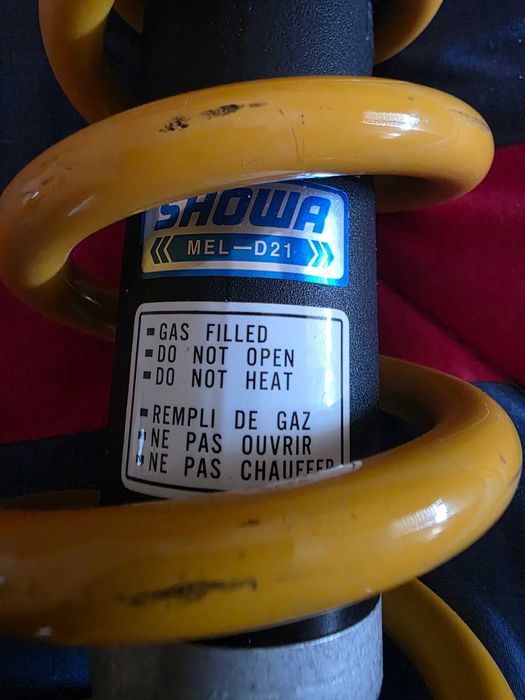 SHOWA
MEL—D21
GAS FILLED
DO NOT OPEN
DO NOT HEAT
REMPLI DE GAZ
NE PAS OUVRIR
NE PAS CHAUFFER